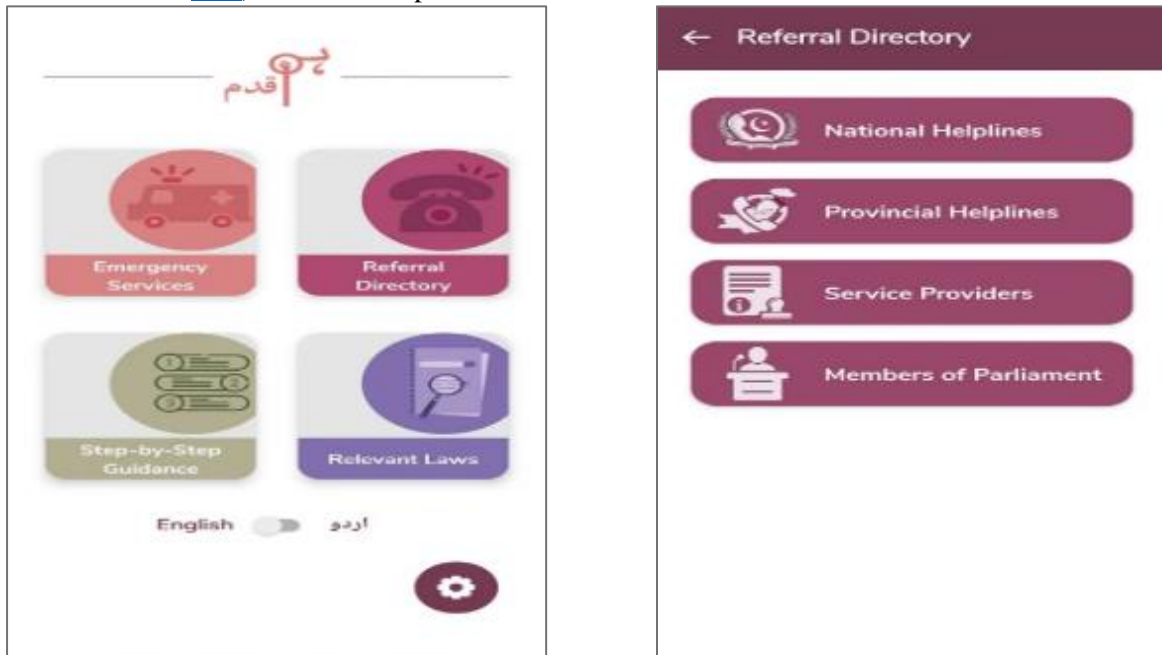 ہم قدم
Emergency
Services
Referral
Directory
Step-by-Step
Guidance
Relevant Laws
English اردو
← Referral Directory
National Helplines
Provincial Helplines
Service Providers
Members of Parliament